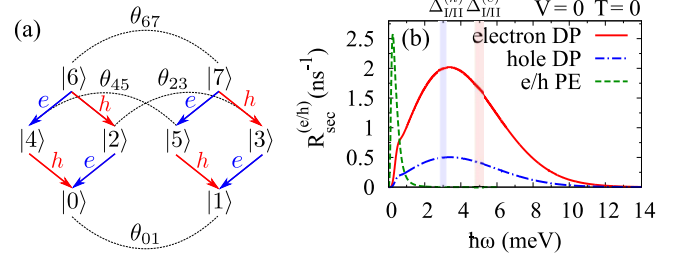 (a)
θ67
|6⟩ θ45 θ23 |7⟩
e h e h
|4⟩ |2⟩ |5⟩ |3⟩
h e h e
|0⟩ |1⟩
θ01
Δ I/II Δ I/II V = 0 T = 0
(b)
electron DP
hole DP
e/h PE
R sec (e/h) (ns-1)
2.5
2
1.5
1
0.5
0
0 2 4 6 8 10 12 14
ħω (meV)